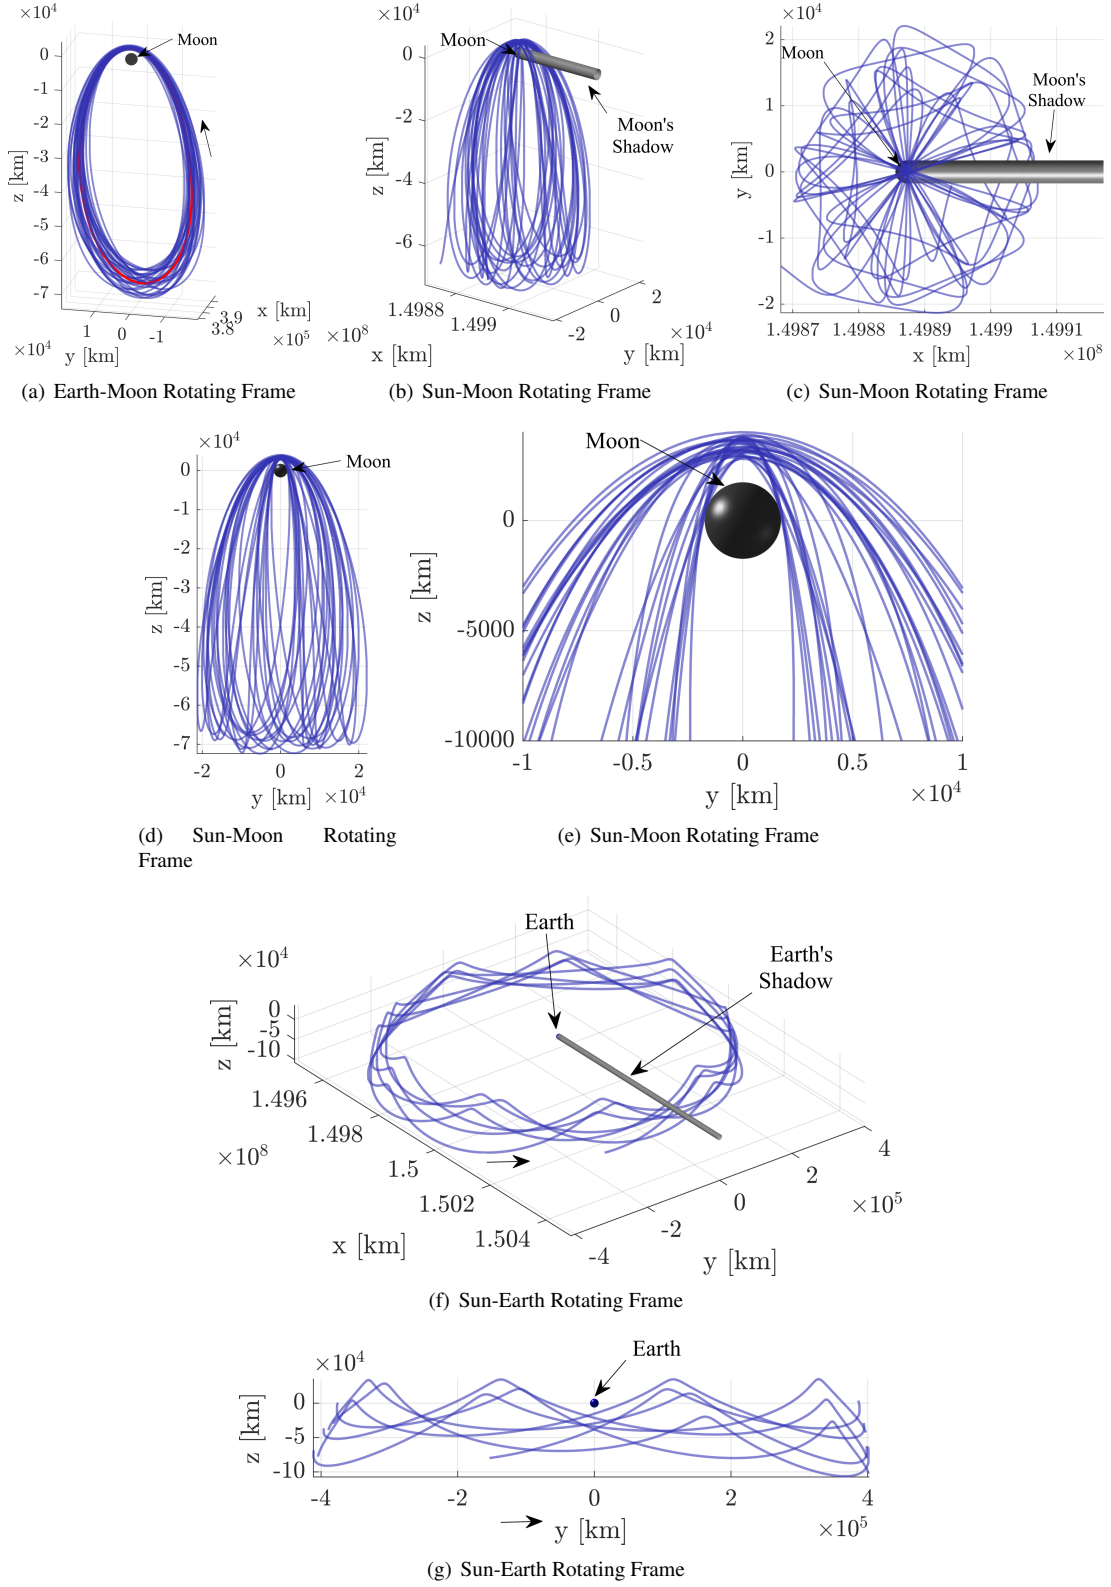 ×10⁴
Moon
0
-1
-2
-3
-4
-5
-6
-7
z [km]
1 0 -1
3.9
3.8
x [km]
×10⁵
×10⁴
y [km]
(a) Earth-Moon Rotating Frame
×10⁴
Moon
0
-2
-4
-6
z [km]
Moon's
Shadow
1.4988
1.499
×10⁸
x [km]
2
0
-2
×10⁴
y [km]
(b) Sun-Moon Rotating Frame
×10⁴
2
1
0
-1
-2
y [km]
Moon
Moon's
Shadow
1.4987 1.4988 1.4989 1.499 1.4991
x [km]
×10⁸
(c) Sun-Moon Rotating Frame
×10⁴
Moon
0
-1
-2
-3
-4
-5
-6
-7
z [km]
-2 0 2
y [km] ×10⁴
(d) Sun-Moon Rotating
Frame
Moon
0
-5000
-10000
z [km]
-1 -0.5 0 0.5 1
y [km]
×10⁴
(e) Sun-Moon Rotating Frame
Earth
Earth's
Shadow
×10⁴
0
-5
-10
z [km]
1.496
1.498
1.5
1.502
1.504
×10⁸
x [km]
4
2
0
-2
-4
×10⁵
y [km]
(f) Sun-Earth Rotating Frame
Earth
×10⁴
0
-5
-10
z [km]
-4 -2 0 2 4
y [km]
×10⁵
(g) Sun-Earth Rotating Frame